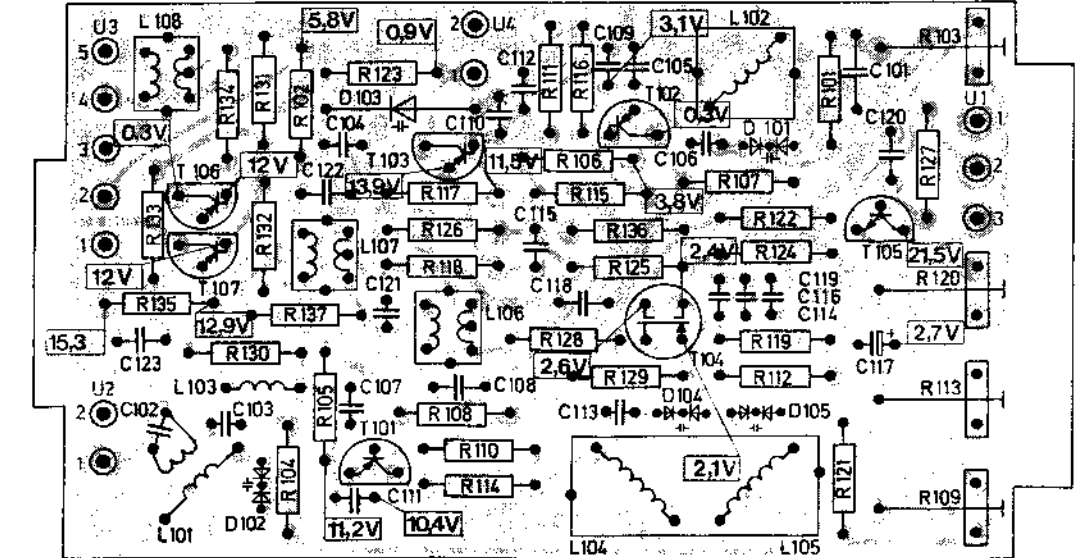 U3 L 108 5,8V 0,9V 2 U4 C109 3,1V L102 R103
5 R134 R131 R102 R123 C112 R111 R116 C105 R101 C101
4 D103 C110 T102 0,3V U1
0,3V C104 C120 1
3 T103 11,5V R106 C106 D 101 R127
T 106 12V C122 13,9V R117 R115 R107 2
2 3,8V
R133 R132 C115 R122 3
R126 R136
1 L107 R118 R125 2,4V R124 T105 21,5V
12V R120
T107 C121 C118 C119
R135 R137 L106 C116
12,9V C114
15,3 R128 R119 2,7V
C123 R130 2,6V T104 C117
U2 L103 R105 C107 C108 R129 R112 R113
2 C102 C103 R108 C113 D104 D105
T101
1 R110 2,1V
R104 R114 R121
D102 C111 R109
L101 11,2V 10,4V L104 L105